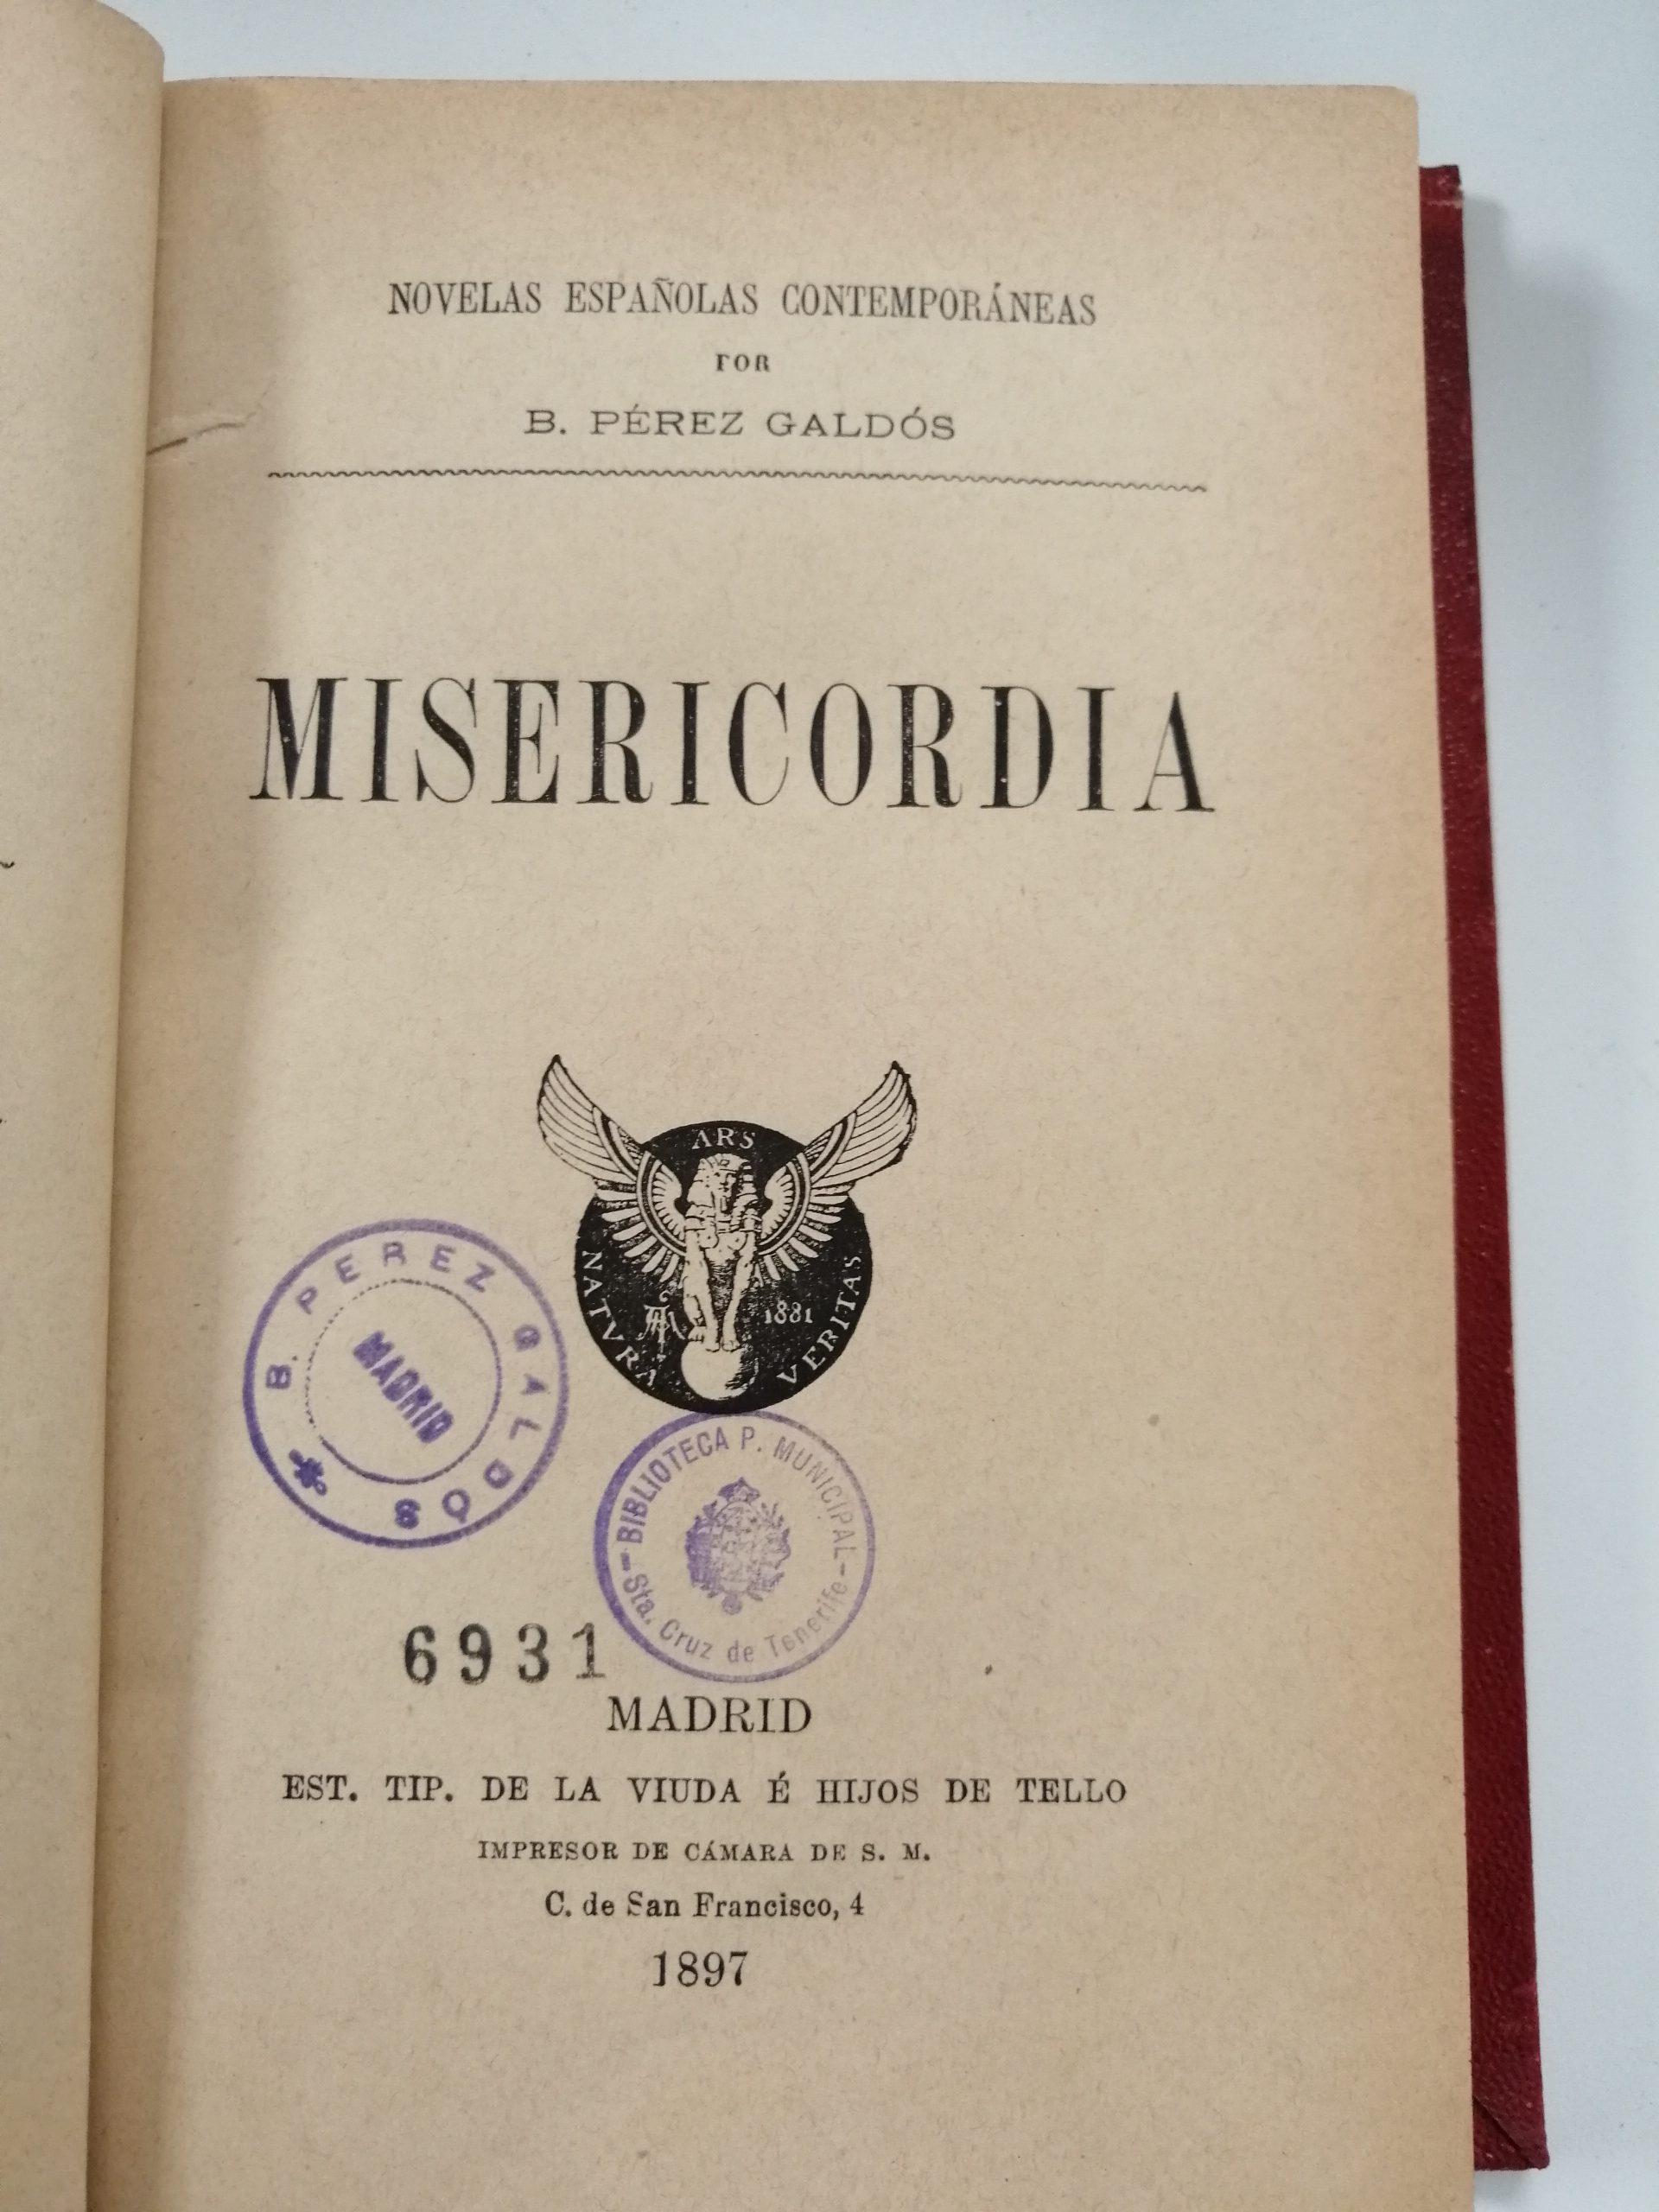 NOVELAS ESPAÑOLAS CONTEMPORÁNEAS
POR
B. PÉREZ GALDÓS
MISERICORDIA
ARS
NATVRA
VERITAS
1881
B. PEREZ GALDÓS
MADRID
BIBLIOTECA P. MUNICIPAL
Sta. Cruz de Tenerife
6931
MADRID
EST. TIP. DE LA VIUDA É HIJOS DE TELLO
IMPRESOR DE CÁMARA DE S. M.
C. de San Francisco, 4
1897